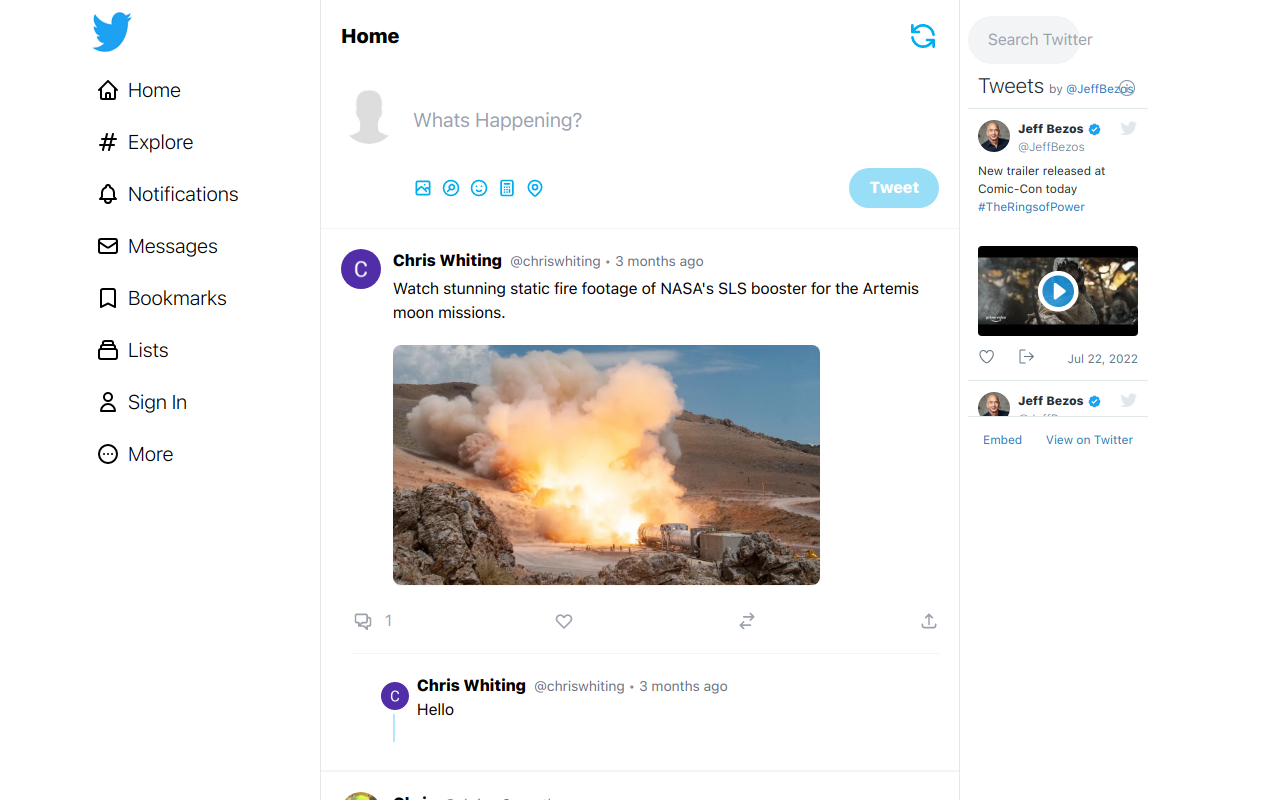 Home
Explore
Notifications
Messages
Bookmarks
Lists
Sign In
More
Home
Whats Happening?
Tweet
C
Chris Whiting @chriswhiting • 3 months ago
Watch stunning static fire footage of NASA's SLS booster for the Artemis
moon missions.
1
C
Chris Whiting @chriswhiting • 3 months ago
Hello
Search Twitter
Tweets by @JeffBezos
Jeff Bezos
@JeffBezos
New trailer released at
Comic-Con today
#TheRingsofPower
prime video
Jul 22, 2022
Jeff Bezos
Embed View on Twitter